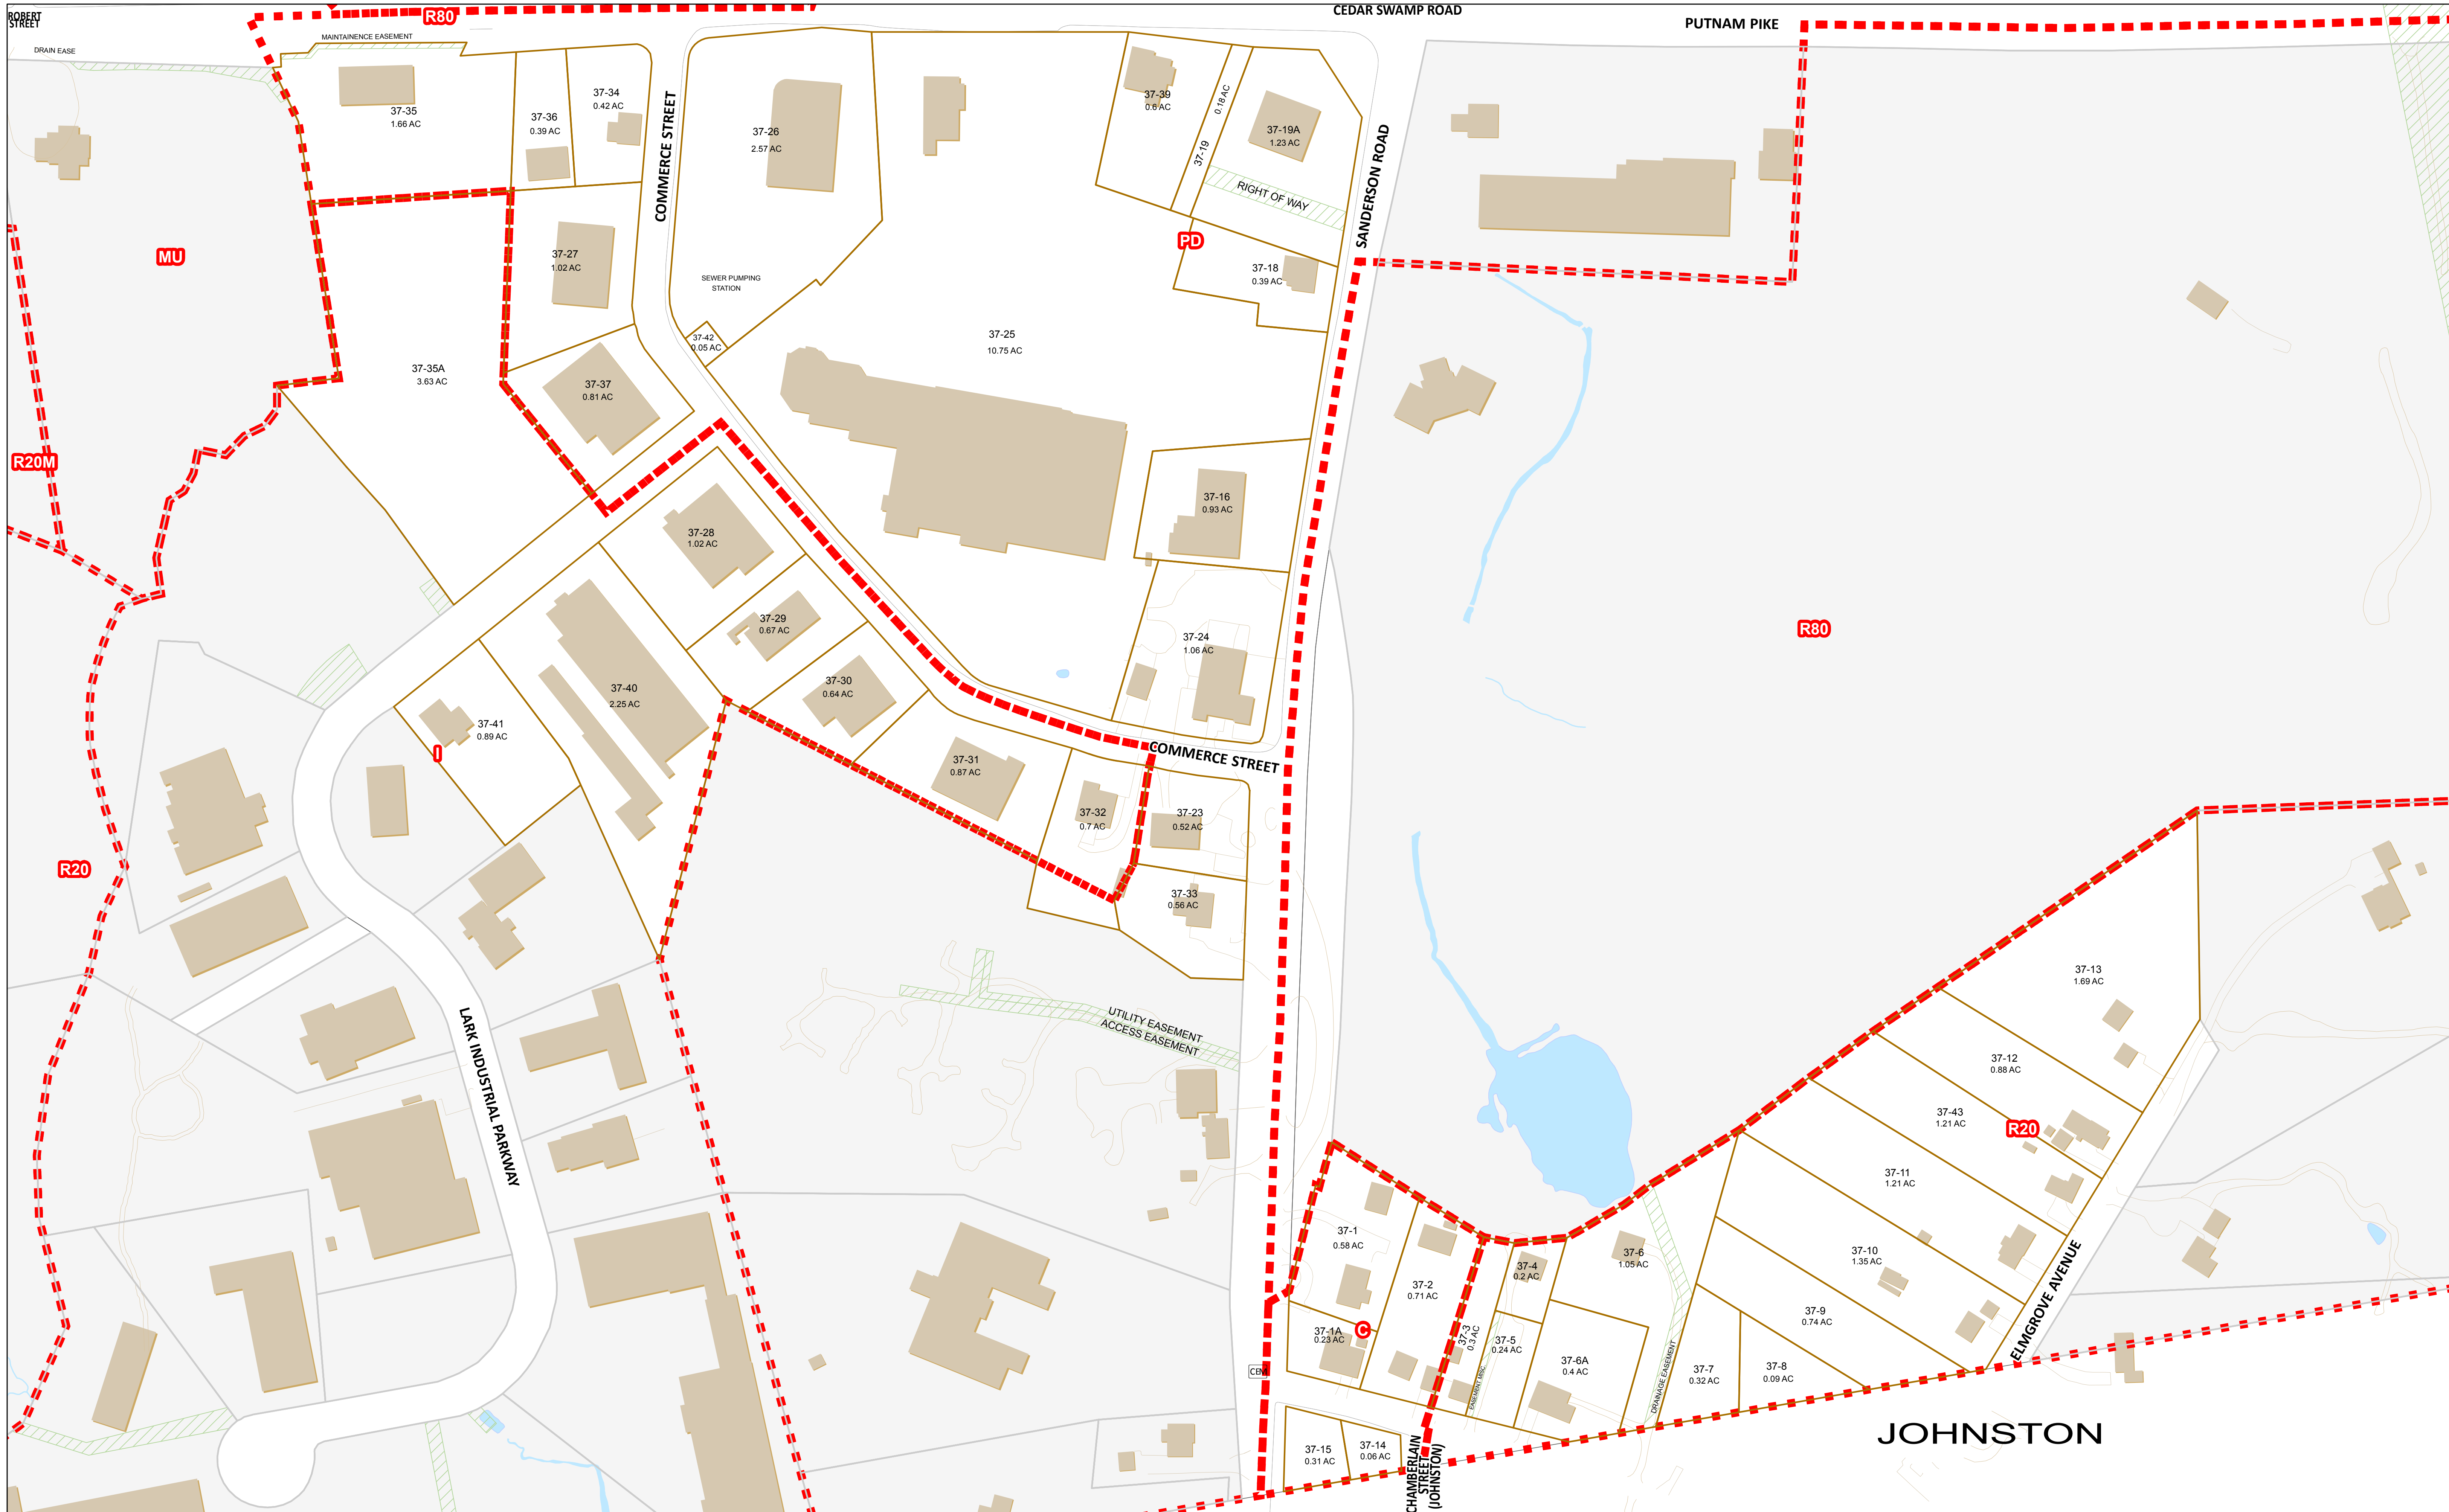 ROBERT
STREET
R80
CEDAR SWAMP ROAD
PUTNAM PIKE
DRAIN EASE
MAINTAINENCE EASEMENT
37-35
1.66 AC
37-36
0.39 AC
37-34
0.42 AC
COMMERCE STREET
37-26
2.57 AC
37-39
0.6 AC
0.18 AC
37-19
37-19A
1.23 AC
RIGHT OF WAY
SANDERSON ROAD
MU
PD
37-27
1.02 AC
37-18
0.39 AC
SEWER PUMPING
STATION
37-42
0.05 AC
37-25
10.75 AC
37-35A
3.63 AC
37-37
0.81 AC
R20M
37-16
0.93 AC
37-28
1.02 AC
37-29
0.67 AC
37-24
1.06 AC
R80
37-40
2.25 AC
37-30
0.64 AC
37-41
0.89 AC
I
37-31
0.87 AC
COMMERCE STREET
37-32
0.7 AC
37-23
0.52 AC
R20
37-33
0.56 AC
37-13
1.69 AC
UTILITY EASEMENT
ACCESS EASEMENT
LARK INDUSTRIAL PARKWAY
37-12
0.88 AC
37-43
1.21 AC
R20
37-11
1.21 AC
37-1
0.58 AC
37-6
1.05 AC
37-10
1.35 AC
37-4
0.2 AC
37-2
0.71 AC
37-9
0.74 AC
ELMGROVE AVENUE
37-1A
0.23 AC
C
37-3
0.3 AC
37-5
0.24 AC
37-6A
0.4 AC
37-7
0.32 AC
37-8
0.09 AC
CEM
EASEMENT MISC
DRAINAGE EASEMENT
37-15
0.31 AC
37-14
0.06 AC
CHAMBERLAIN
STREET
(JOHNSTON)
JOHNSTON